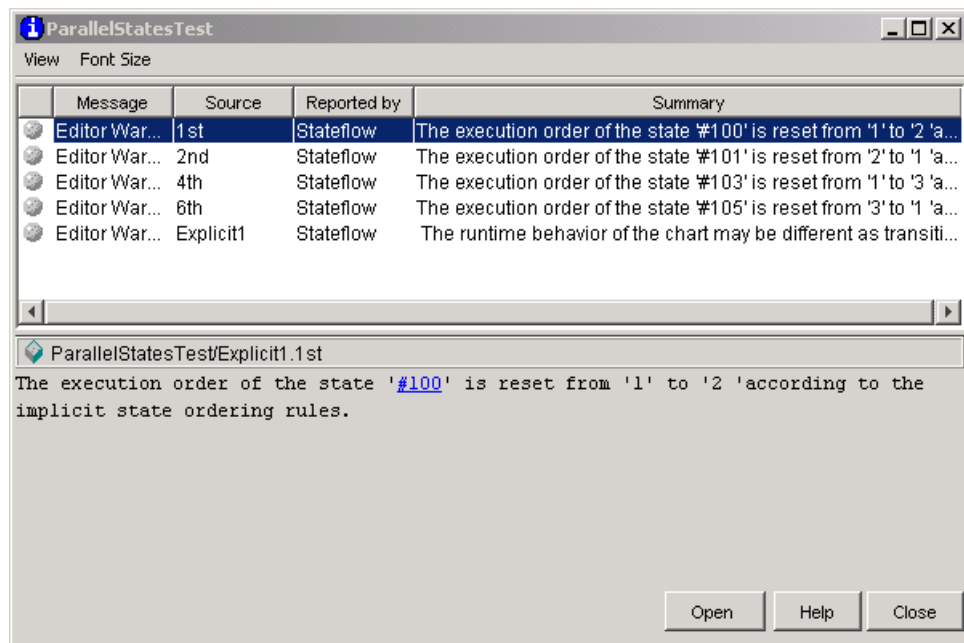 ParallelStatesTest
View Font Size
Message Source Reported by Summary
Editor War... 1st Stateflow The execution order of the state '#100' is reset from '1' to '2 'a...
Editor War... 2nd Stateflow The execution order of the state '#101' is reset from '2' to '1 'a...
Editor War... 4th Stateflow The execution order of the state '#103' is reset from '1' to '3 'a...
Editor War... 6th Stateflow The execution order of the state '#105' is reset from '3' to '1 'a...
Editor War... Explicit1 Stateflow The runtime behavior of the chart may be different as transiti...
ParallelStatesTest/Explicit1.1st
The execution order of the state '#100' is reset from '1' to '2 'according to the
implicit state ordering rules.
Open Help Close